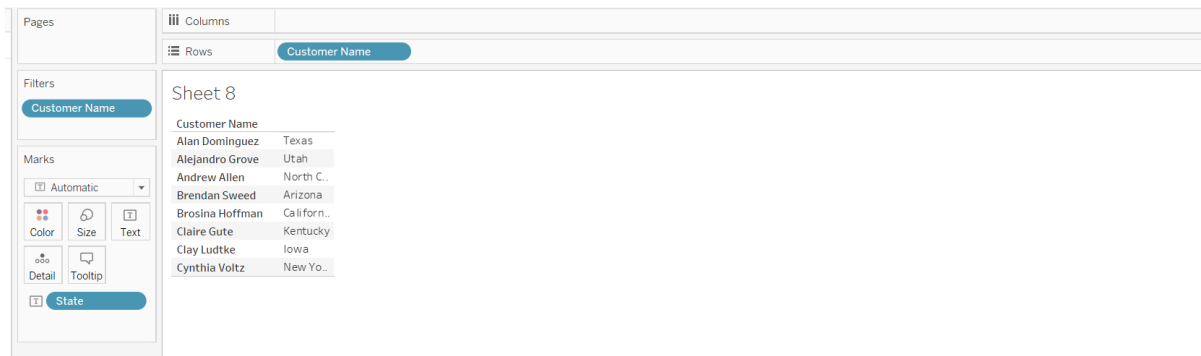 Pages
Columns
Rows
Customer Name
Filters
Customer Name
Sheet 8
Customer Name
Alan Dominguez Texas
Alejandro Grove Utah
Andrew Allen North C..
Brendan Sweed Arizona
Brosina Hoffman Californ..
Claire Gute Kentucky
Clay Ludtke Iowa
Cynthia Voltz New Yo..
Marks
T Automatic
Color Size T Text
Detail Tooltip
T State